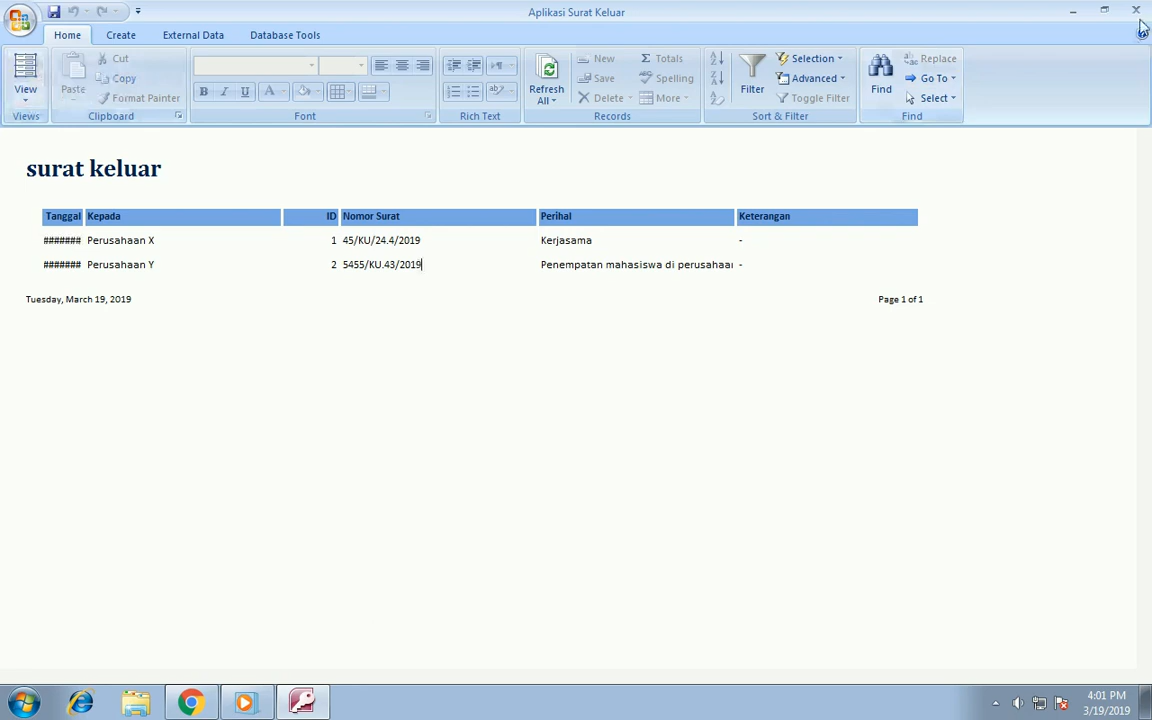 Aplikasi Surat Keluar
Home Create External Data Database Tools
View
Views
Paste
Cut
Copy
Format Painter
Clipboard
B I U A
Font
Rich Text
Refresh
All
New
Save
Delete
Totals
Spelling
More
Records
Filter
Selection
Advanced
Toggle Filter
Sort & Filter
Find
Replace
Go To
Select
Find
surat keluar
Tanggal Kepada ID Nomor Surat Perihal Keterangan
####### Perusahaan X 1 45/KU/24.4/2019 Kerjasama -
####### Perusahaan Y 2 5455/KU.43/2019 Penempatan mahasiswa di perusahaan -
Tuesday, March 19, 2019 Page 1 of 1
4:01 PM
3/19/2019